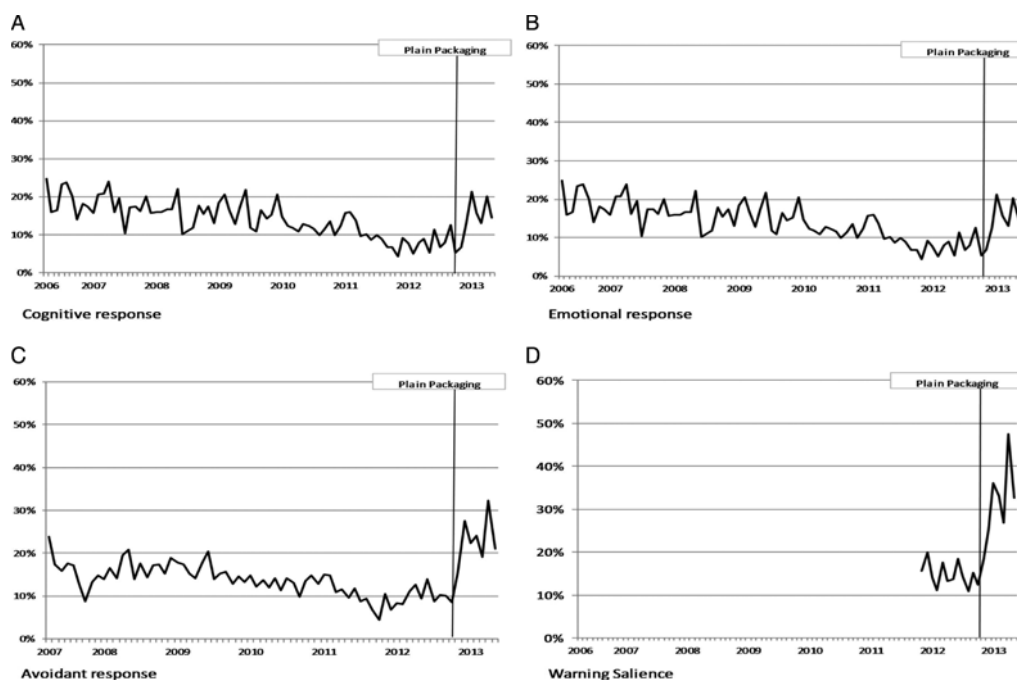 A
Plain Packaging
60%
50%
40%
30%
20%
10%
0%
2006 2007 2008 2009 2010 2011 2012 2013
Cognitive response
B
Plain Packaging
60%
50%
40%
30%
20%
10%
0%
2006 2007 2008 2009 2010 2011 2012 2013
Emotional response
C
Plain Packaging
60%
50%
40%
30%
20%
10%
0%
2007 2008 2009 2010 2011 2012 2013
Avoidant response
D
Plain Packaging
60%
50%
40%
30%
20%
10%
0%
2006 2007 2008 2009 2010 2011 2012 2013
Warning Salience